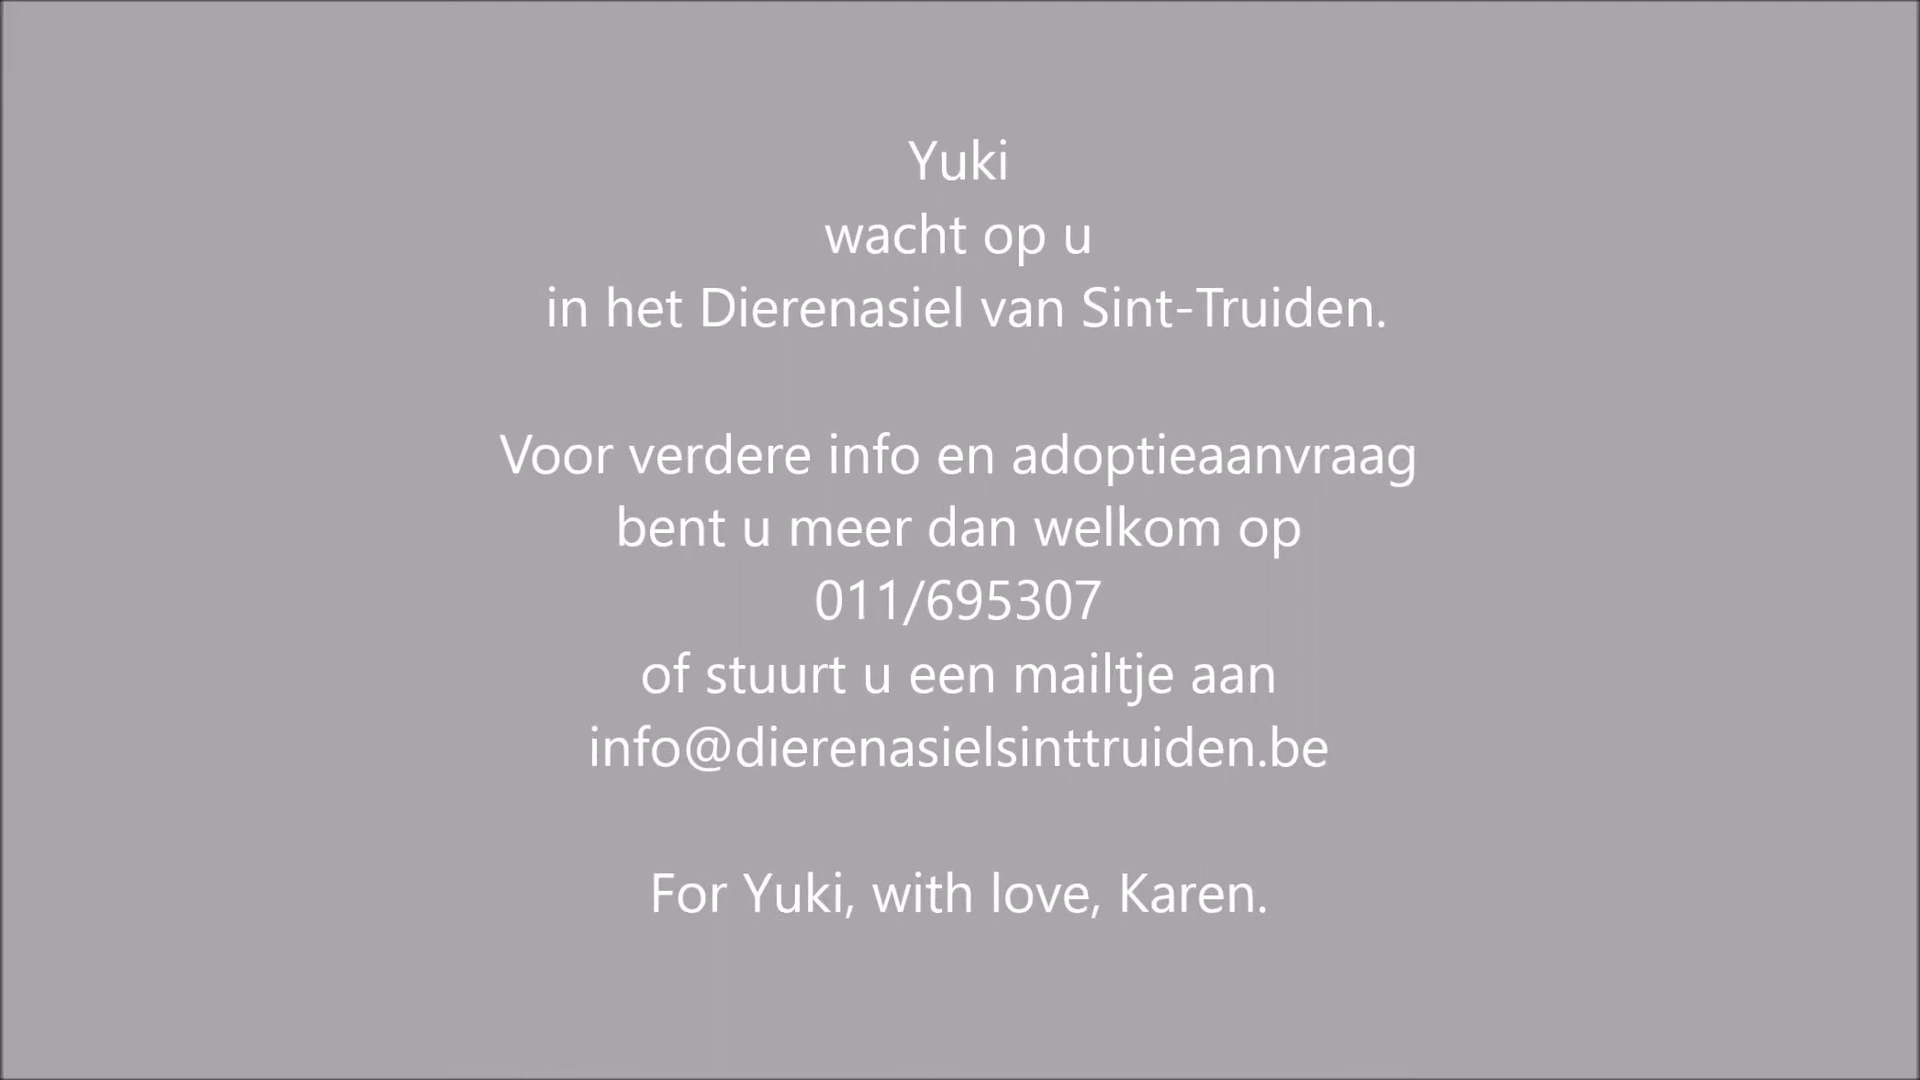 Yuki
wacht op u
in het Dierenasiel van Sint-Truiden.
Voor verdere info en adoptieaanvraag
bent u meer dan welkom op
011/695307
of stuurt u een mailtje aan
info@dierenasielsinttruiden.be
For Yuki, with love, Karen.